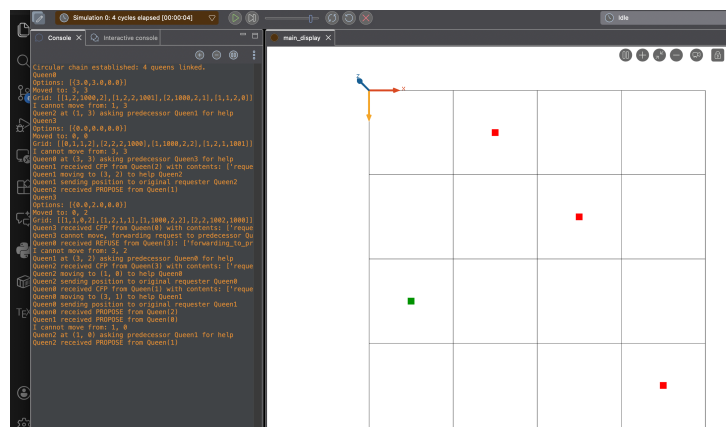 Simulation 0: 4 cycles elapsed [00:00:04]
Idle
Console
Interactive console
main_display
Circular chain established: 4 queens linked.
Queen0
Options: [{3.0,3.0,0.0}]
Moved to: 3, 3
Grid: [[1,2,1000,2],[1,2,2,1001],[2,1000,2,1],[1,1,2,0]]
I cannot move from: 1, 3
Queen2 at (1, 3) asking predecessor Queen1 for help
Queen3
Options: [{0.0,0.0,0.0}]
Moved to: 0, 0
Grid: [[0,1,1,2],[2,2,2,1000],[1,1000,2,2],[1,2,1,1001]]
I cannot move from: 3, 3
Queen0 at (3, 3) asking predecessor Queen3 for help
Queen1 received CFP from Queen(2) with contents: ['reque
Queen1 moving to (3, 2) to help Queen2
Queen1 sending position to original requester Queen2
Queen2 received PROPOSE from Queen(1)
Queen3
Options: [{0.0,2.0,0.0}]
Moved to: 0, 2
Grid: [[1,1,0,2],[1,2,1,1],[1,1000,2,2],[2,2,1002,1000]]
Queen3 received CFP from Queen(0) with contents: ['reque
Queen3 cannot move, forwarding request to predecessor Qu
Queen0 received REFUSE from Queen(3): ['forwarding_to_pr
I cannot move from: 3, 2
Queen1 at (3, 2) asking predecessor Queen0 for help
Queen2 received CFP from Queen(3) with contents: ['reque
Queen2 moving to (1, 0) to help Queen0
Queen2 sending position to original requester Queen0
Queen0 received CFP from Queen(1) with contents: ['reque
Queen0 moving to (3, 1) to help Queen1
Queen0 sending position to original requester Queen1
Queen0 received PROPOSE from Queen(2)
Queen1 received PROPOSE from Queen(0)
I cannot move from: 1, 0
Queen2 at (1, 0) asking predecessor Queen1 for help
Queen2 received PROPOSE from Queen(1)
z
x